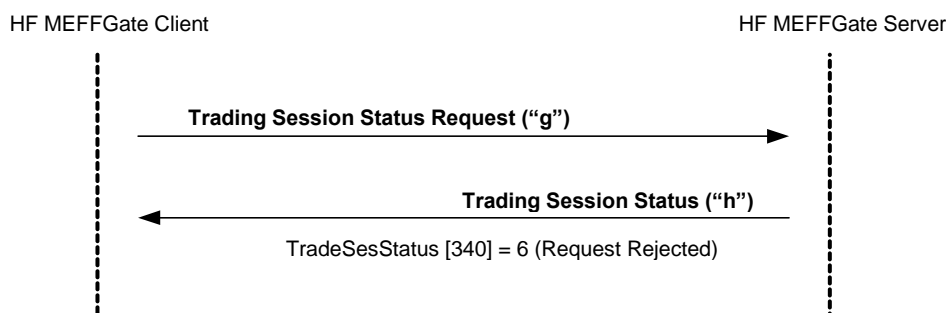 HF MEFFGate Client
HF MEFFGate Server
Trading Session Status Request (“g”)
Trading Session Status (“h”)
TradeSesStatus [340] = 6 (Request Rejected)